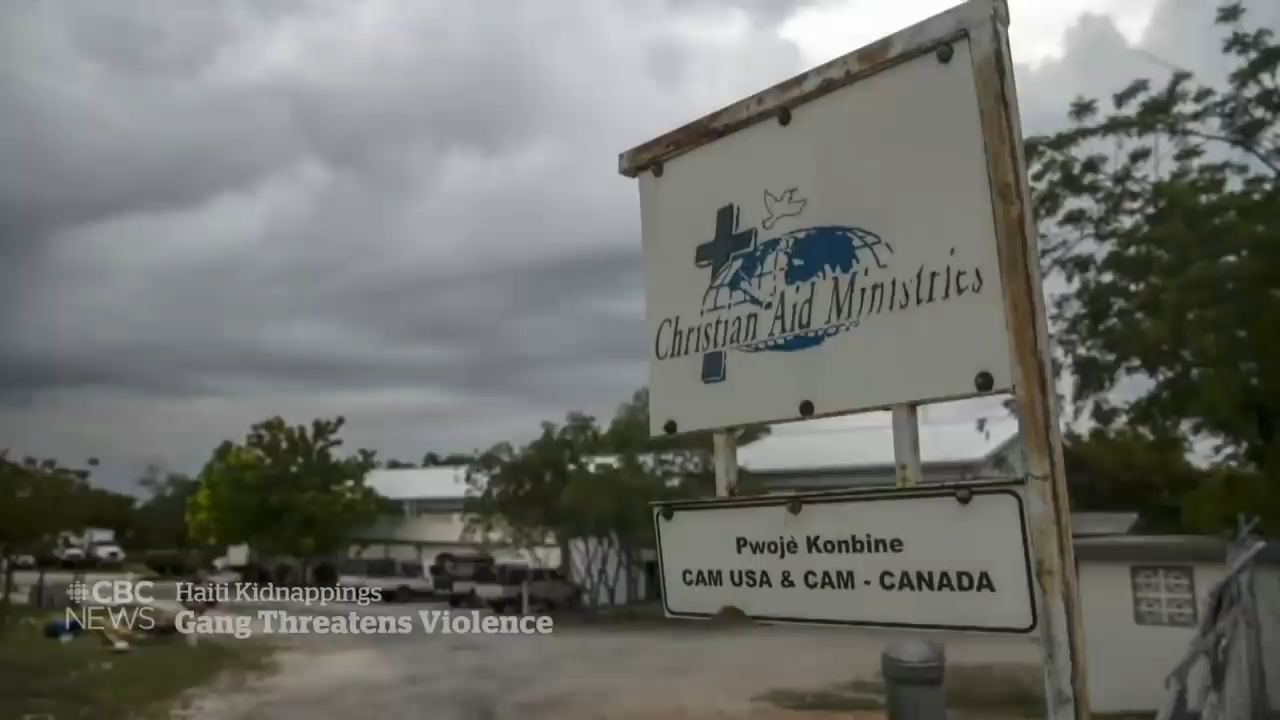 Christian Aid Ministries
Pwojè Konbine
CAM USA & CAM - CANADA
CBC
NEWS
Haiti Kidnappings
Gang Threatens Violence